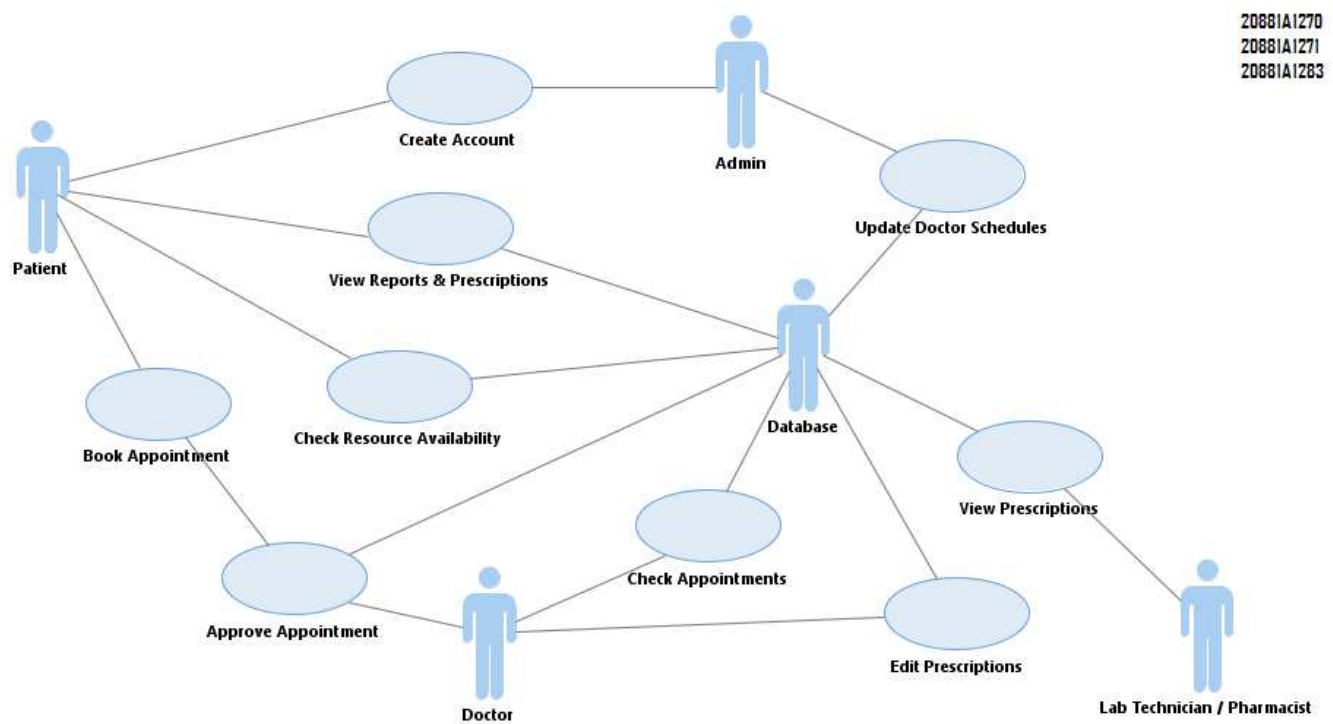 20881A1270
20881A1271
20881A1283
Create Account
Admin
Update Doctor Schedules
Patient
View Reports & Prescriptions
Database
Check Resource Availability
Book Appointment
View Prescriptions
Check Appointments
Approve Appointment
Edit Prescriptions
Doctor
Lab Technician / Pharmacist